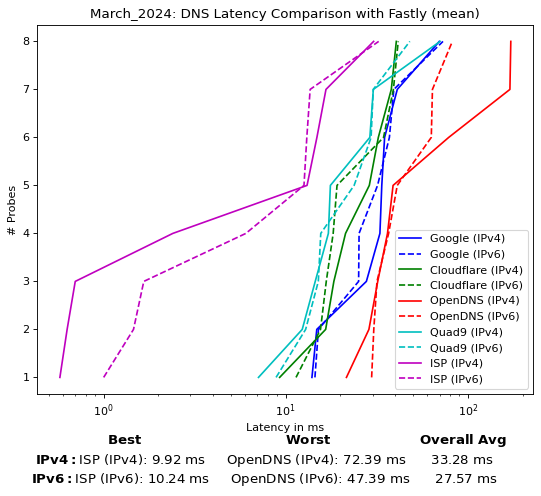 March_2024: DNS Latency Comparison with Fastly (mean)
8
7
6
5
4
3
2
1
# Probes
Google (IPv4)
Google (IPv6)
Cloudflare (IPv4)
Cloudflare (IPv6)
OpenDNS (IPv4)
OpenDNS (IPv6)
Quad9 (IPv4)
Quad9 (IPv6)
ISP (IPv4)
ISP (IPv6)
10⁰ 10¹ 10²
Latency in ms
Best Worst Overall Avg
IPv4: ISP (IPv4): 9.92 ms OpenDNS (IPv4): 72.39 ms 33.28 ms
IPv6: ISP (IPv6): 10.24 ms OpenDNS (IPv6): 47.39 ms 27.57 ms